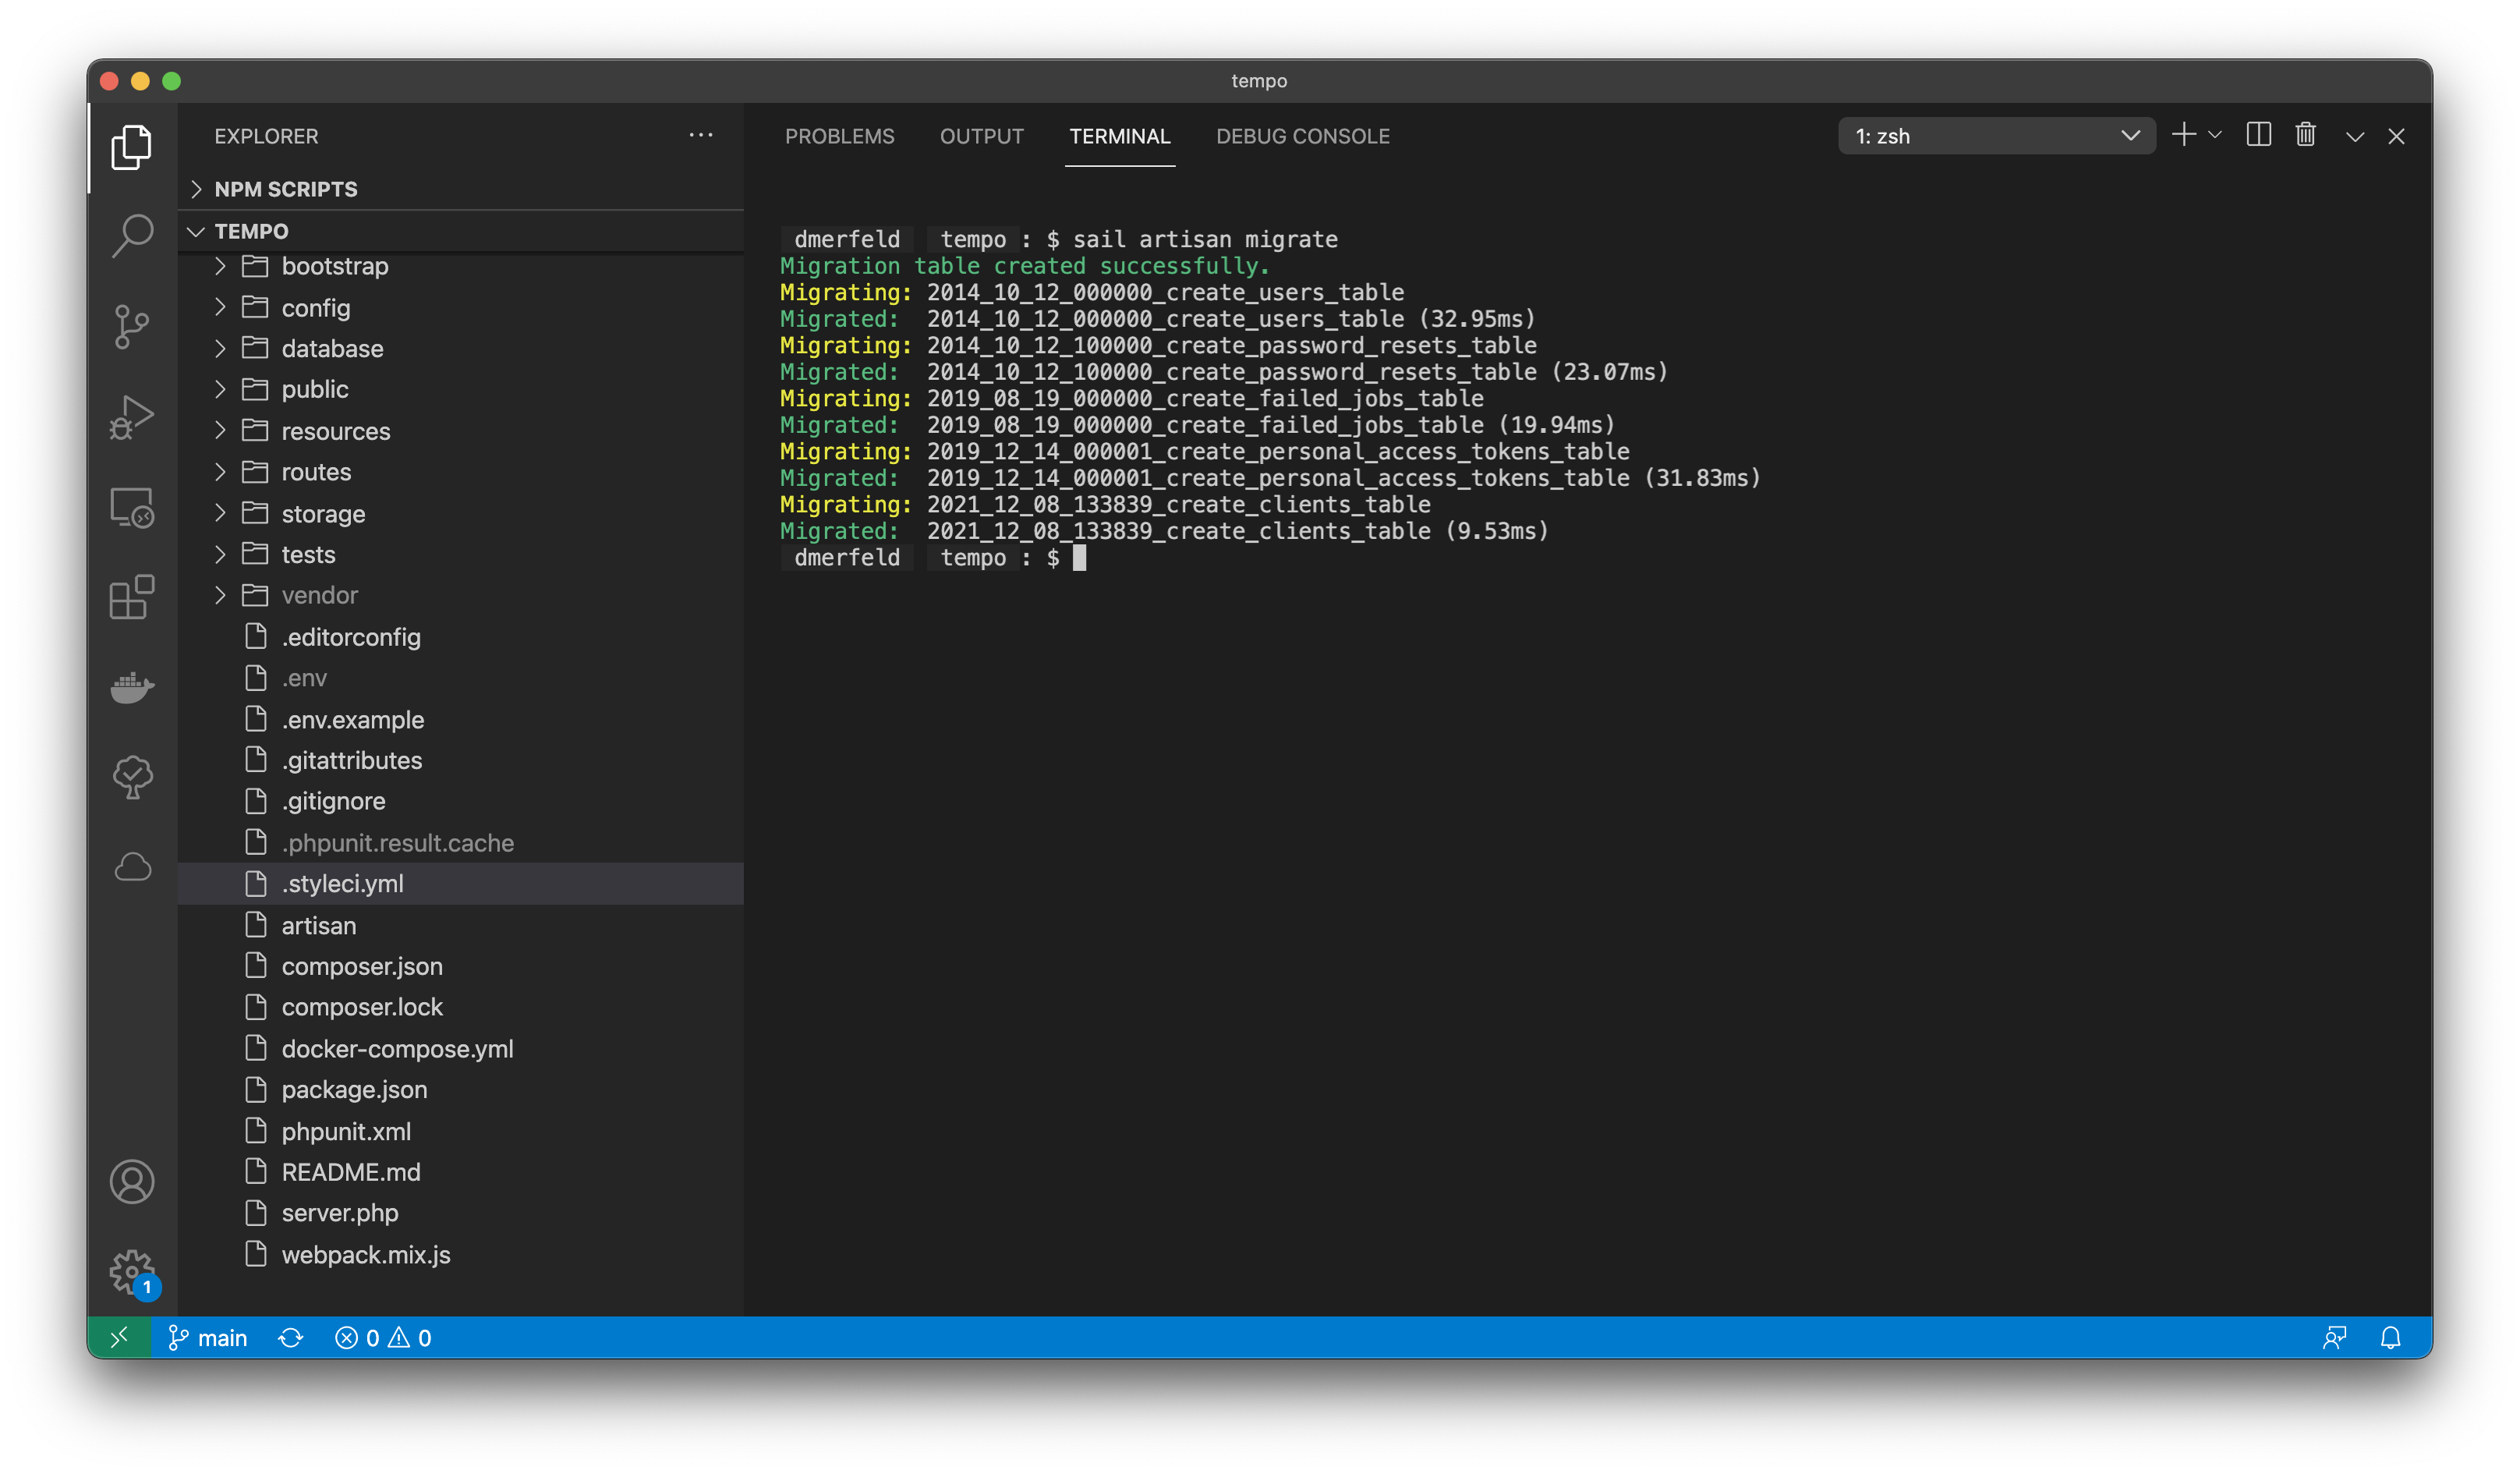 tempo
EXPLORER
NPM SCRIPTS
TEMPO
bootstrap
config
database
public
resources
routes
storage
tests
vendor
.editorconfig
.env
.env.example
.gitattributes
.gitignore
.phpunit.result.cache
.styleci.yml
artisan
composer.json
composer.lock
docker-compose.yml
package.json
phpunit.xml
README.md
server.php
webpack.mix.js
1
PROBLEMS OUTPUT TERMINAL DEBUG CONSOLE 1: zsh
dmerfeld tempo : $ sail artisan migrate
Migration table created successfully.
Migrating: 2014_10_12_000000_create_users_table
Migrated: 2014_10_12_000000_create_users_table (32.95ms)
Migrating: 2014_10_12_100000_create_password_resets_table
Migrated: 2014_10_12_100000_create_password_resets_table (23.07ms)
Migrating: 2019_08_19_000000_create_failed_jobs_table
Migrated: 2019_08_19_000000_create_failed_jobs_table (19.94ms)
Migrating: 2019_12_14_000001_create_personal_access_tokens_table
Migrated: 2019_12_14_000001_create_personal_access_tokens_table (31.83ms)
Migrating: 2021_12_08_133839_create_clients_table
Migrated: 2021_12_08_133839_create_clients_table (9.53ms)
dmerfeld tempo : $
main 0 0